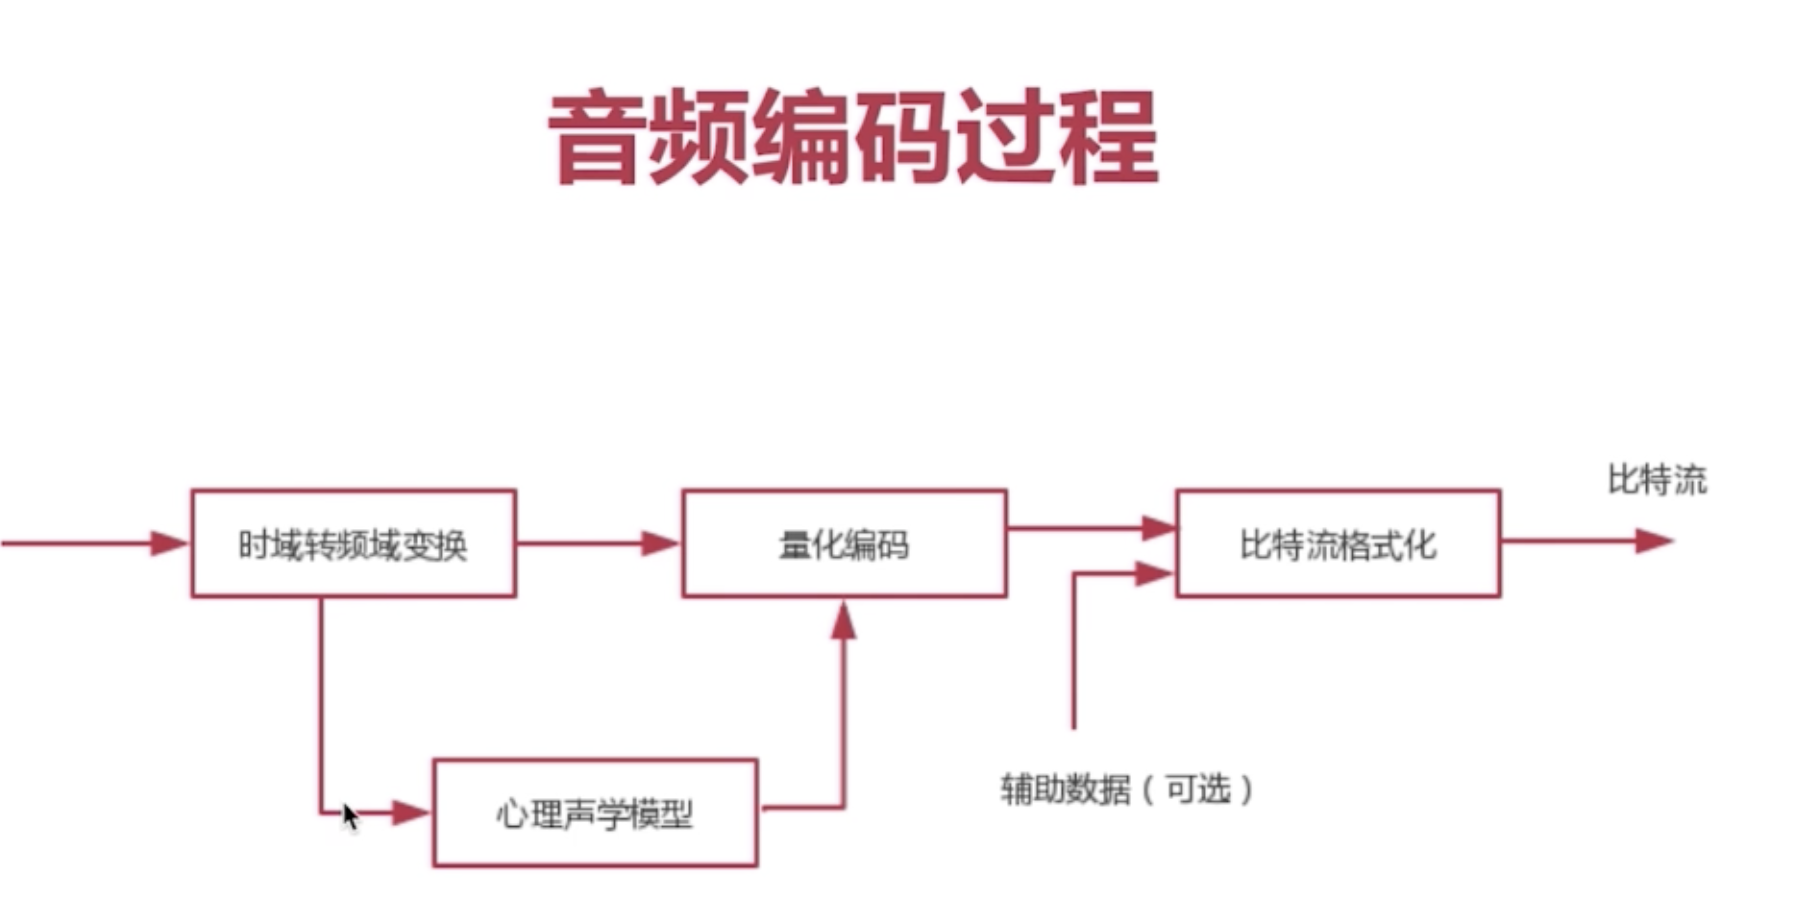 音频编码过程
比特流
时域转频域变换
量化编码
比特流格式化
心理声学模型
辅助数据（可选）